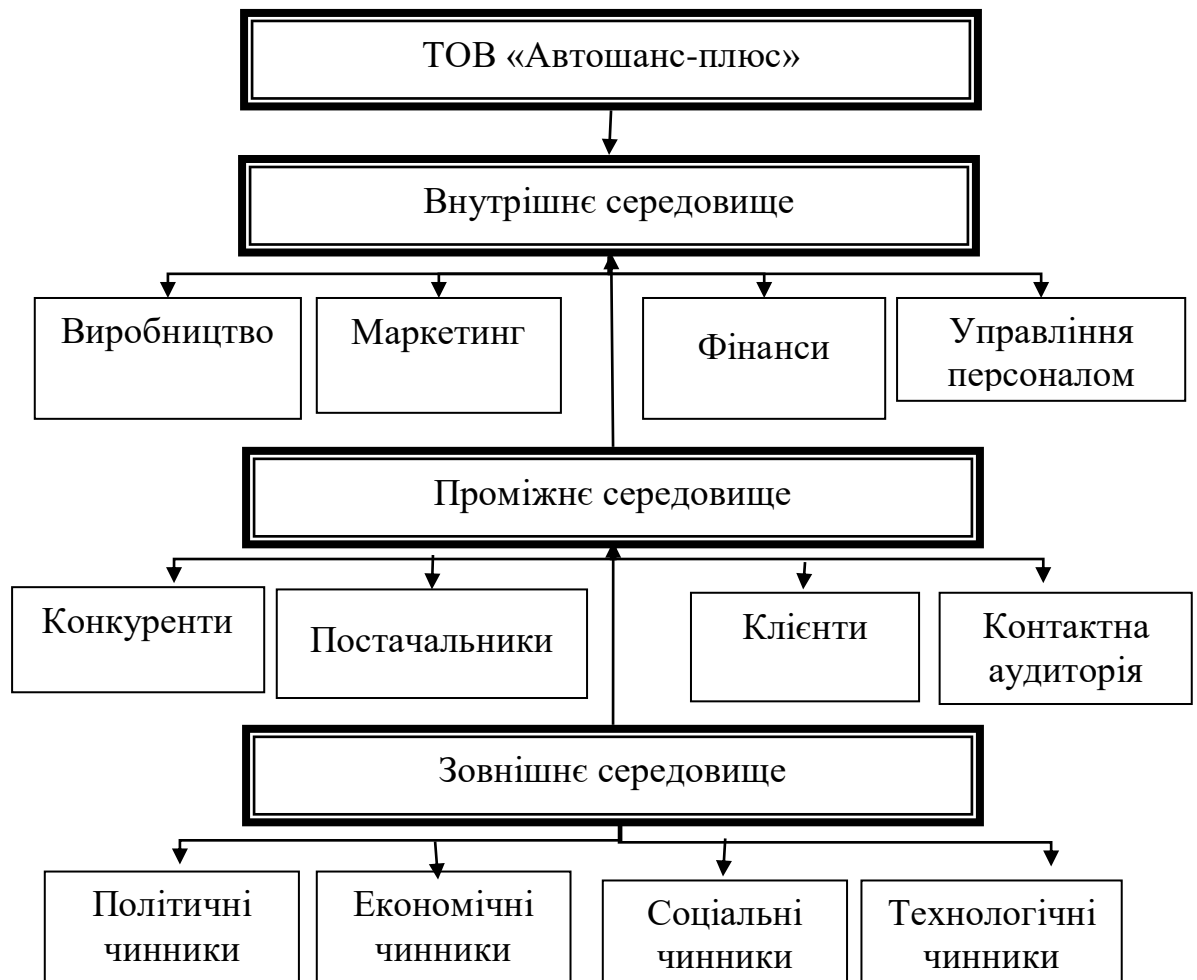 ТОВ «Автошанс-плюс»
Внутрішнє середовище
Виробництво
Маркетинг
Фінанси
Управління
персоналом
Проміжнє середовище
Конкуренти
Постачальники
Клієнти
Контактна
аудиторія
Зовнішнє середовище
Політичні
чинники
Економічні
чинники
Соціальні
чинники
Технологічні
чинники